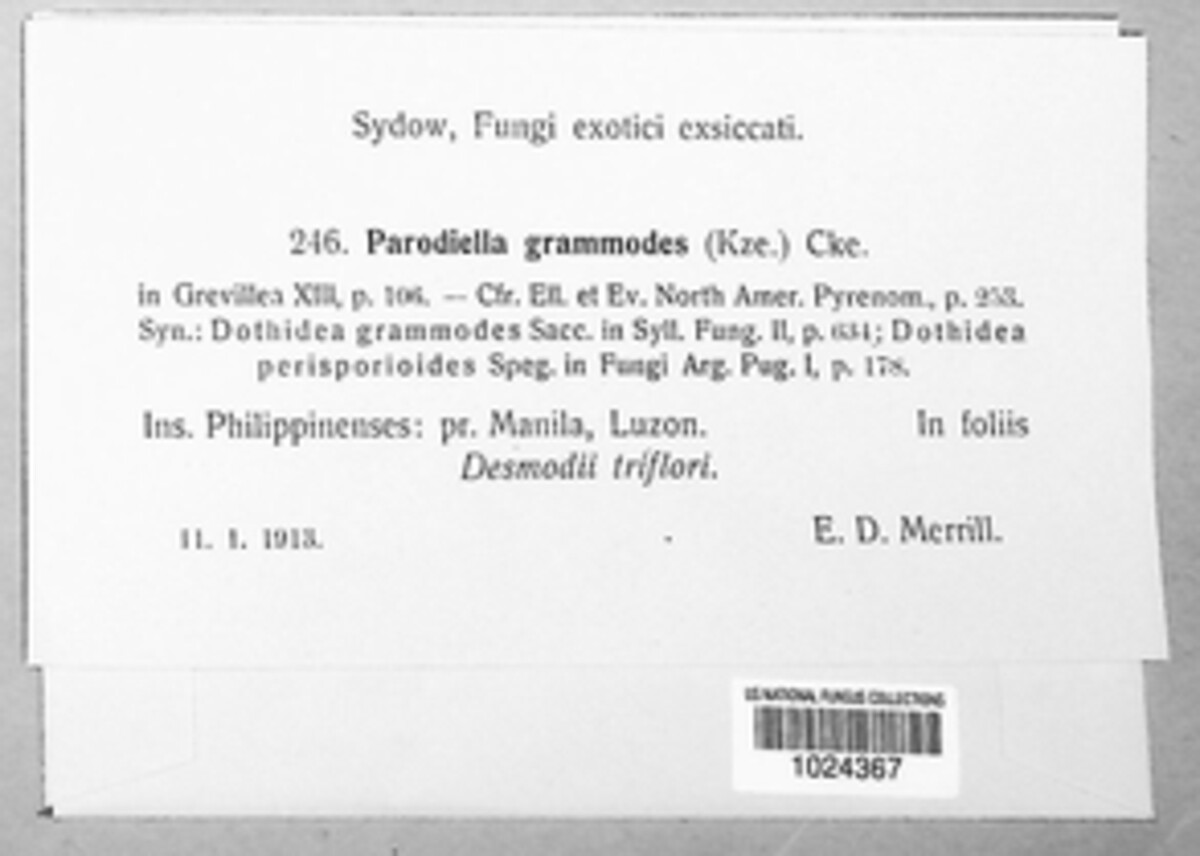 Sydow, Fungi exotici exsiccati.
246. Parodiella grammodes (Kze.) Cke.
in Grevillea XIII, p. 106. — Cfr. Ell. et Ev. North Amer. Pyrenom., p. 253.
Syn.: Dothidea grammodes Sacc. in Syll. Fung. II, p. 634; Dothidea
perisporioides Speg. in Fungi Arg. Pug. I, p. 178.
Ins. Philippinenses: pr. Manila, Luzon. In foliis
Desmodii triflori.
11. 1. 1913. E. D. Merrill.
US NATIONAL FUNGUS COLLECTIONS
1024367